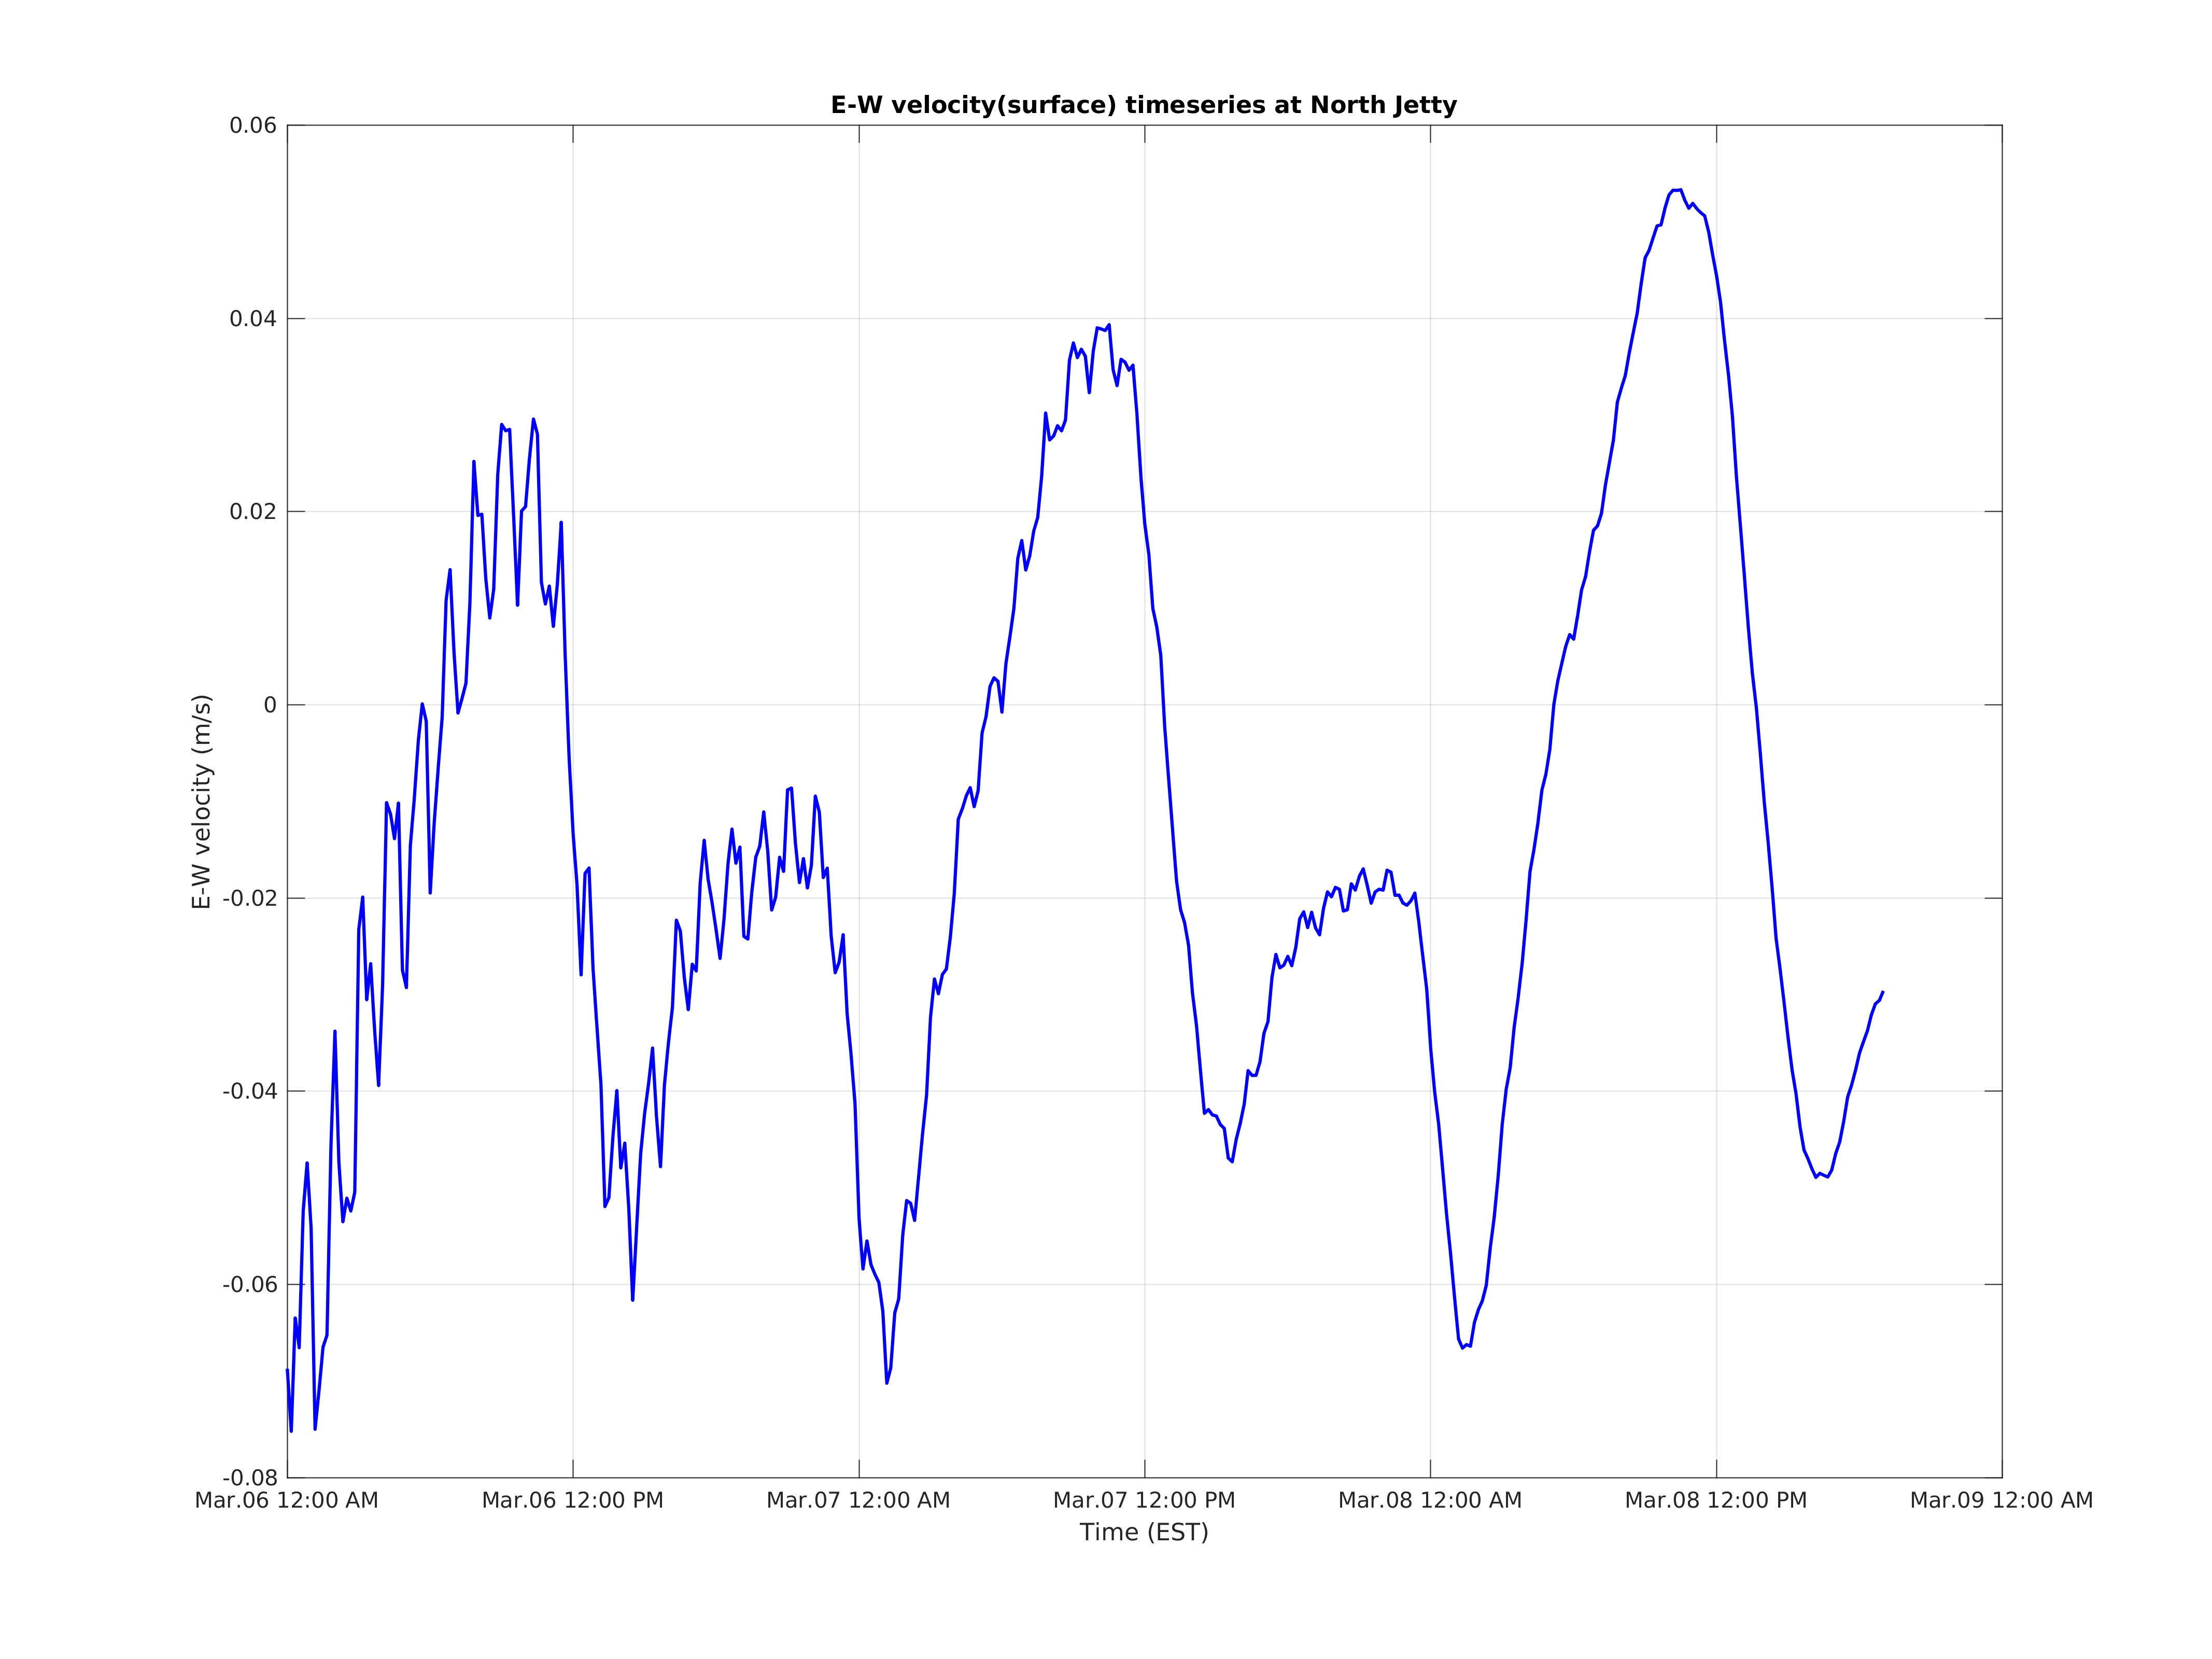 E-W velocity(surface) timeseries at North Jetty
0.06
0.04
0.02
0
-0.02
-0.04
-0.06
-0.08
E-W velocity (m/s)
Mar.06 12:00 AM
Mar.06 12:00 PM
Mar.07 12:00 AM
Mar.07 12:00 PM
Mar.08 12:00 AM
Mar.08 12:00 PM
Mar.09 12:00 AM
Time (EST)